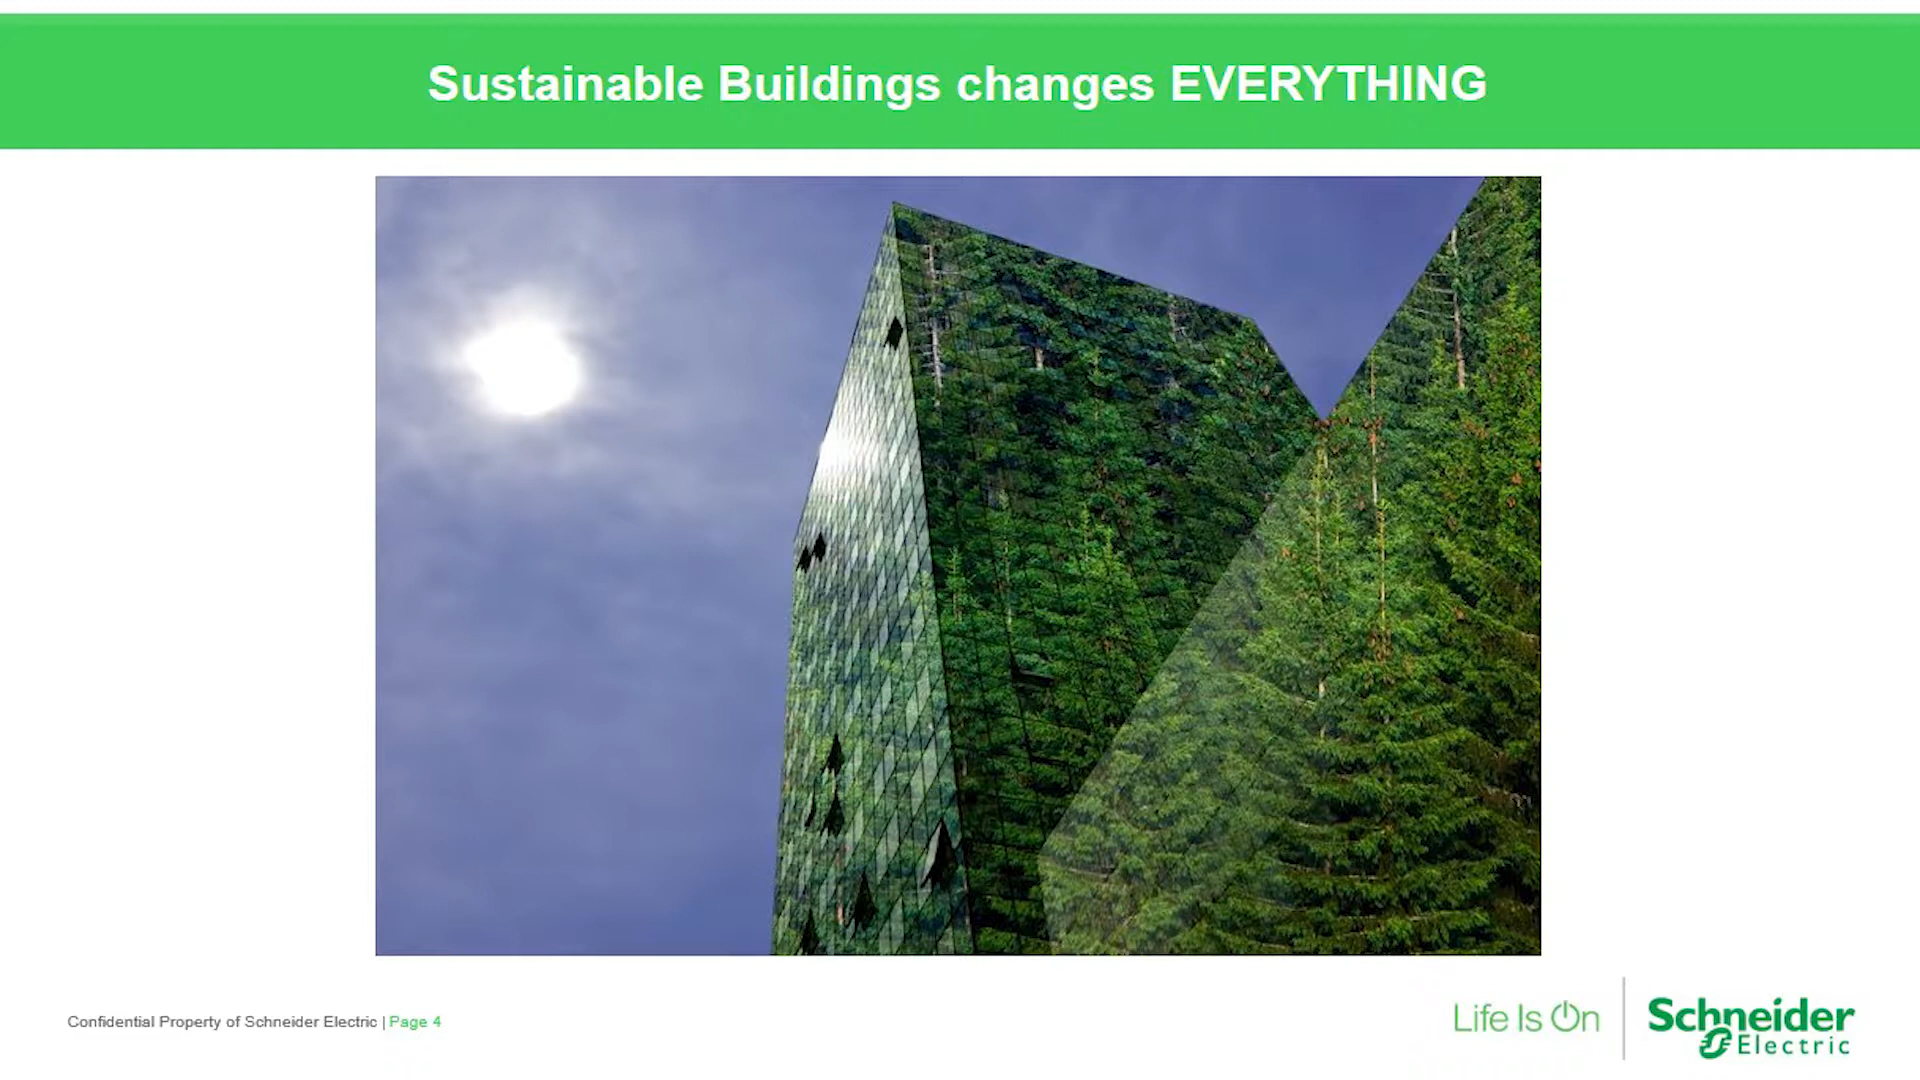 Sustainable Buildings changes EVERYTHING
Confidential Property of Schneider Electric | Page 4
Life Is On
Schneider
Electric